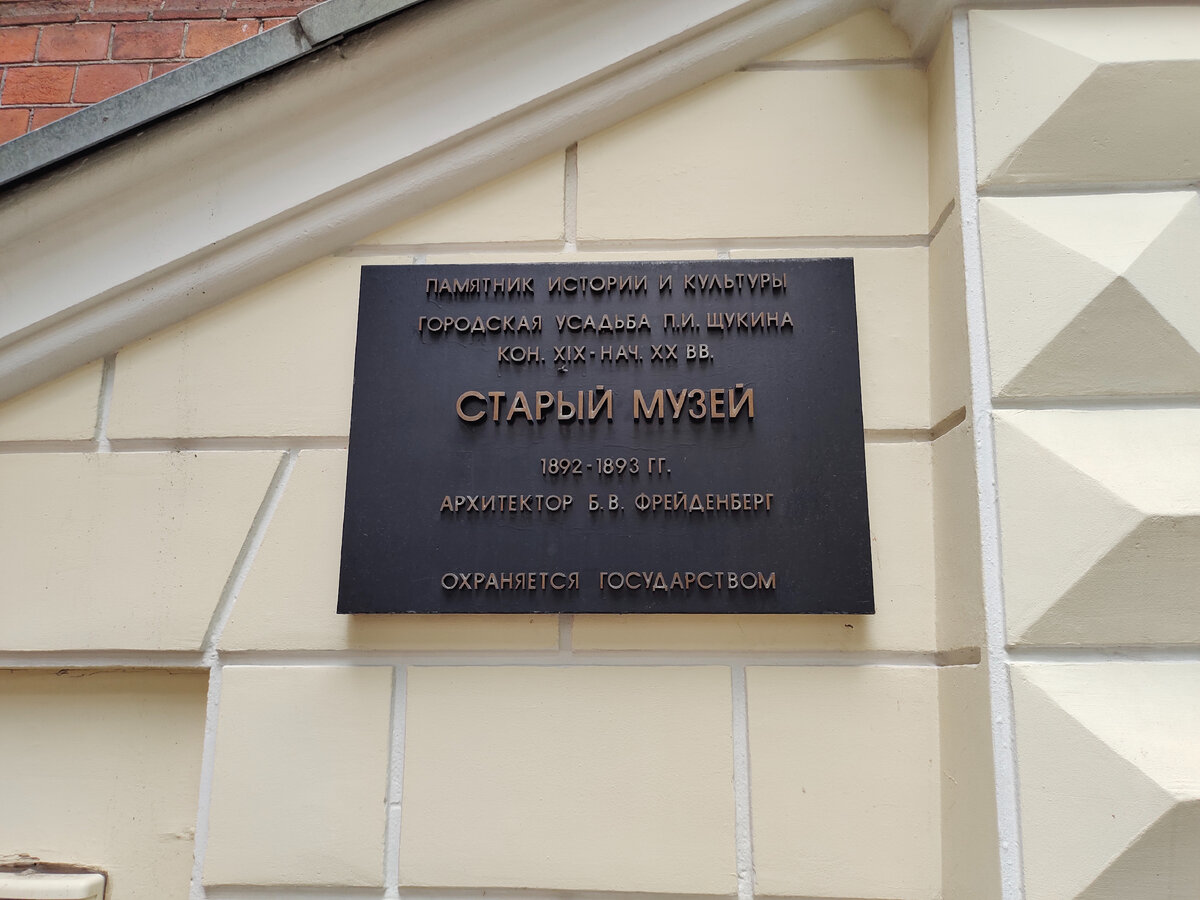 ПАМЯТНИК ИСТОРИИ И КУЛЬТУРЫ
ГОРОДСКАЯ УСАДЬБА П.И. ЩУКИНА
КОН. XIX - НАЧ. XX ВВ.
СТАРЫЙ МУЗЕЙ
1892 - 1893 ГГ.
АРХИТЕКТОР Б.В. ФРЕЙДЕНБЕРГ
ОХРАНЯЕТСЯ ГОСУДАРСТВОМ